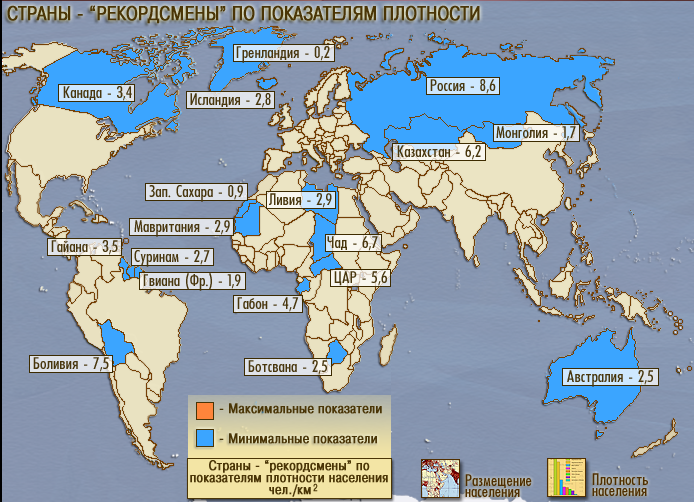 СТРАНЫ - “РЕКОРДСМЕНЫ” ПО ПОКАЗАТЕЛЯМ ПЛОТНОСТИ
Гренландия - 0,2
Канада - 3,4
Исландия - 2,8
Россия - 8,6
Монголия - 1,7
Казахстан - 6,2
Зап. Сахара - 0,9
Ливия - 2,9
Мавритания - 2,9
Гайана - 3,5
Суринам - 2,7
Чад - 6,7
Гвиана (Фр.) - 1,9
ЦАР - 5,6
Габон - 4,7
Боливия - 7,5
Ботсвана - 2,5
Австралия - 2,5
- Максимальные показатели
- Минимальные показатели
Страны - “рекордсмены” по
показателям плотности населения
чел./км²
Размещение
населения
Плотность
населения